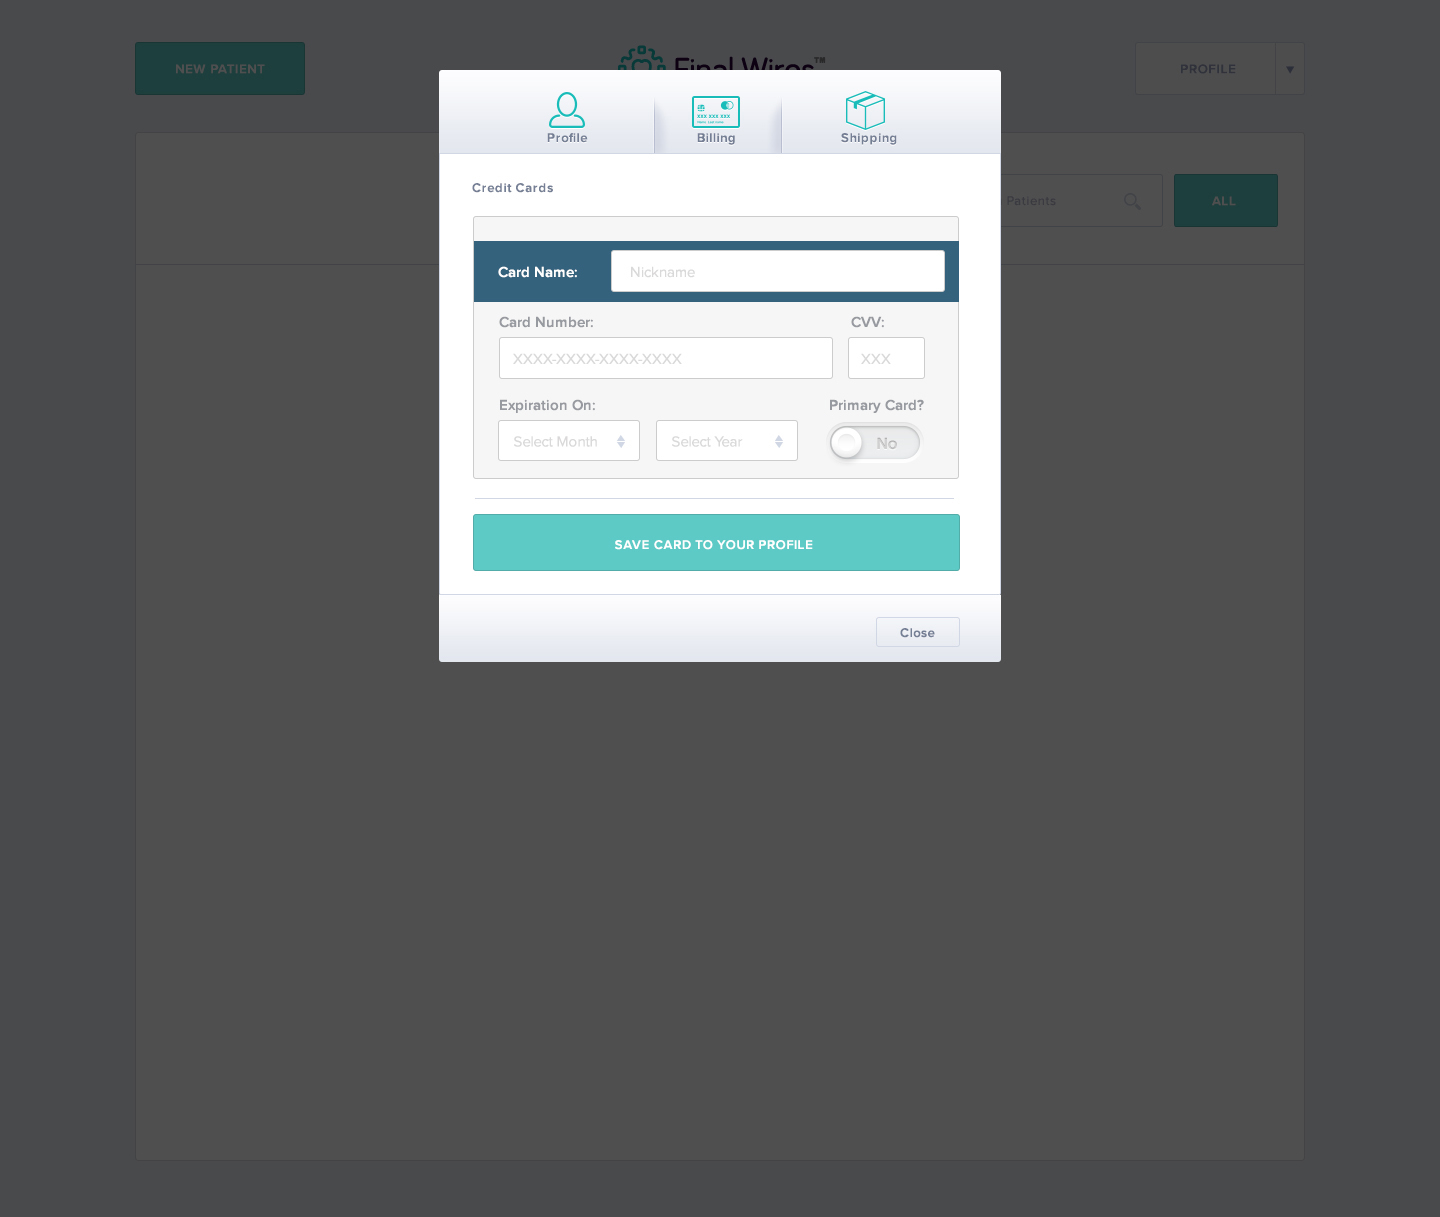 NEW PATIENT
Final Wires™
PROFILE
Profile
Billing
Shipping
Patients
ALL
Credit Cards
Card Name:
Nickname
Card Number:
CVV:
XXXX-XXXX-XXXX-XXXX
XXX
Expiration On:
Primary Card?
Select Month
Select Year
No
SAVE CARD TO YOUR PROFILE
Close